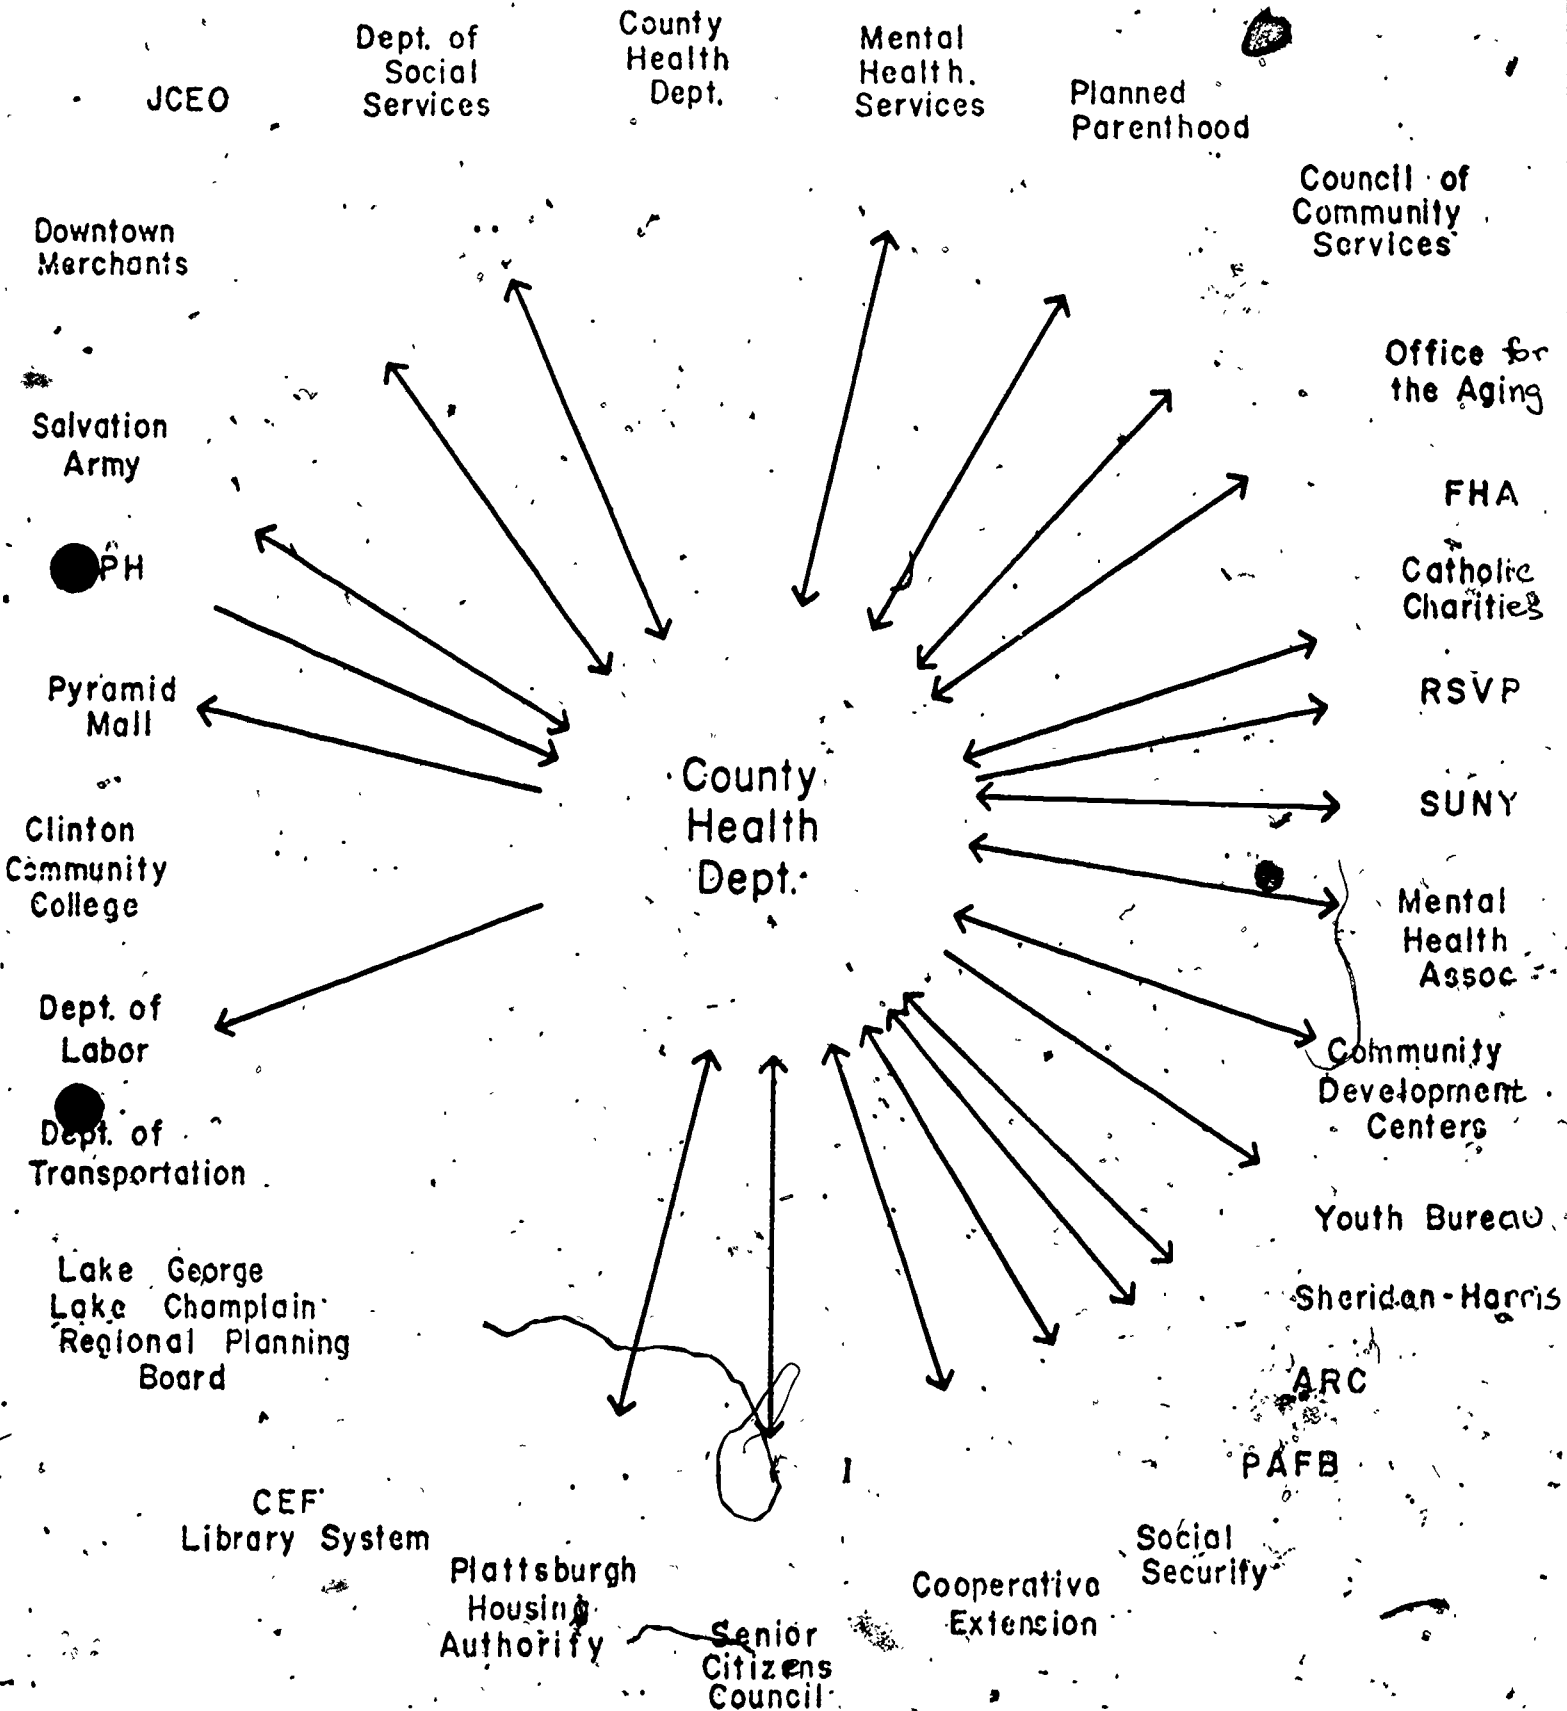 County
Health
Dept.
Dept. of
Social
Services
JCEO
Mental
Health.
Services
Planned
Parenthood
Council of
Community
Services
Downtown
Merchants
Office for
the Aging
Salvation
Army
FHA
PH
Catholic
Charities
Pyramid
Mall
RSVP
County
Health
Dept.
SUNY
Clinton
Community
College
Mental
Health
Assoc
Dept. of
Labor
Community
Development
Centers
Dept. of
Transportation
Youth Bureau
Lake George
Lake Champlain
Regional Planning
Board
Sheridan-Harris
ARC
PAFB
CEF
Library System
Social
Security
Plattsburgh
Housing
Authority
Cooperative
Extension
Senior
Citizens
Council